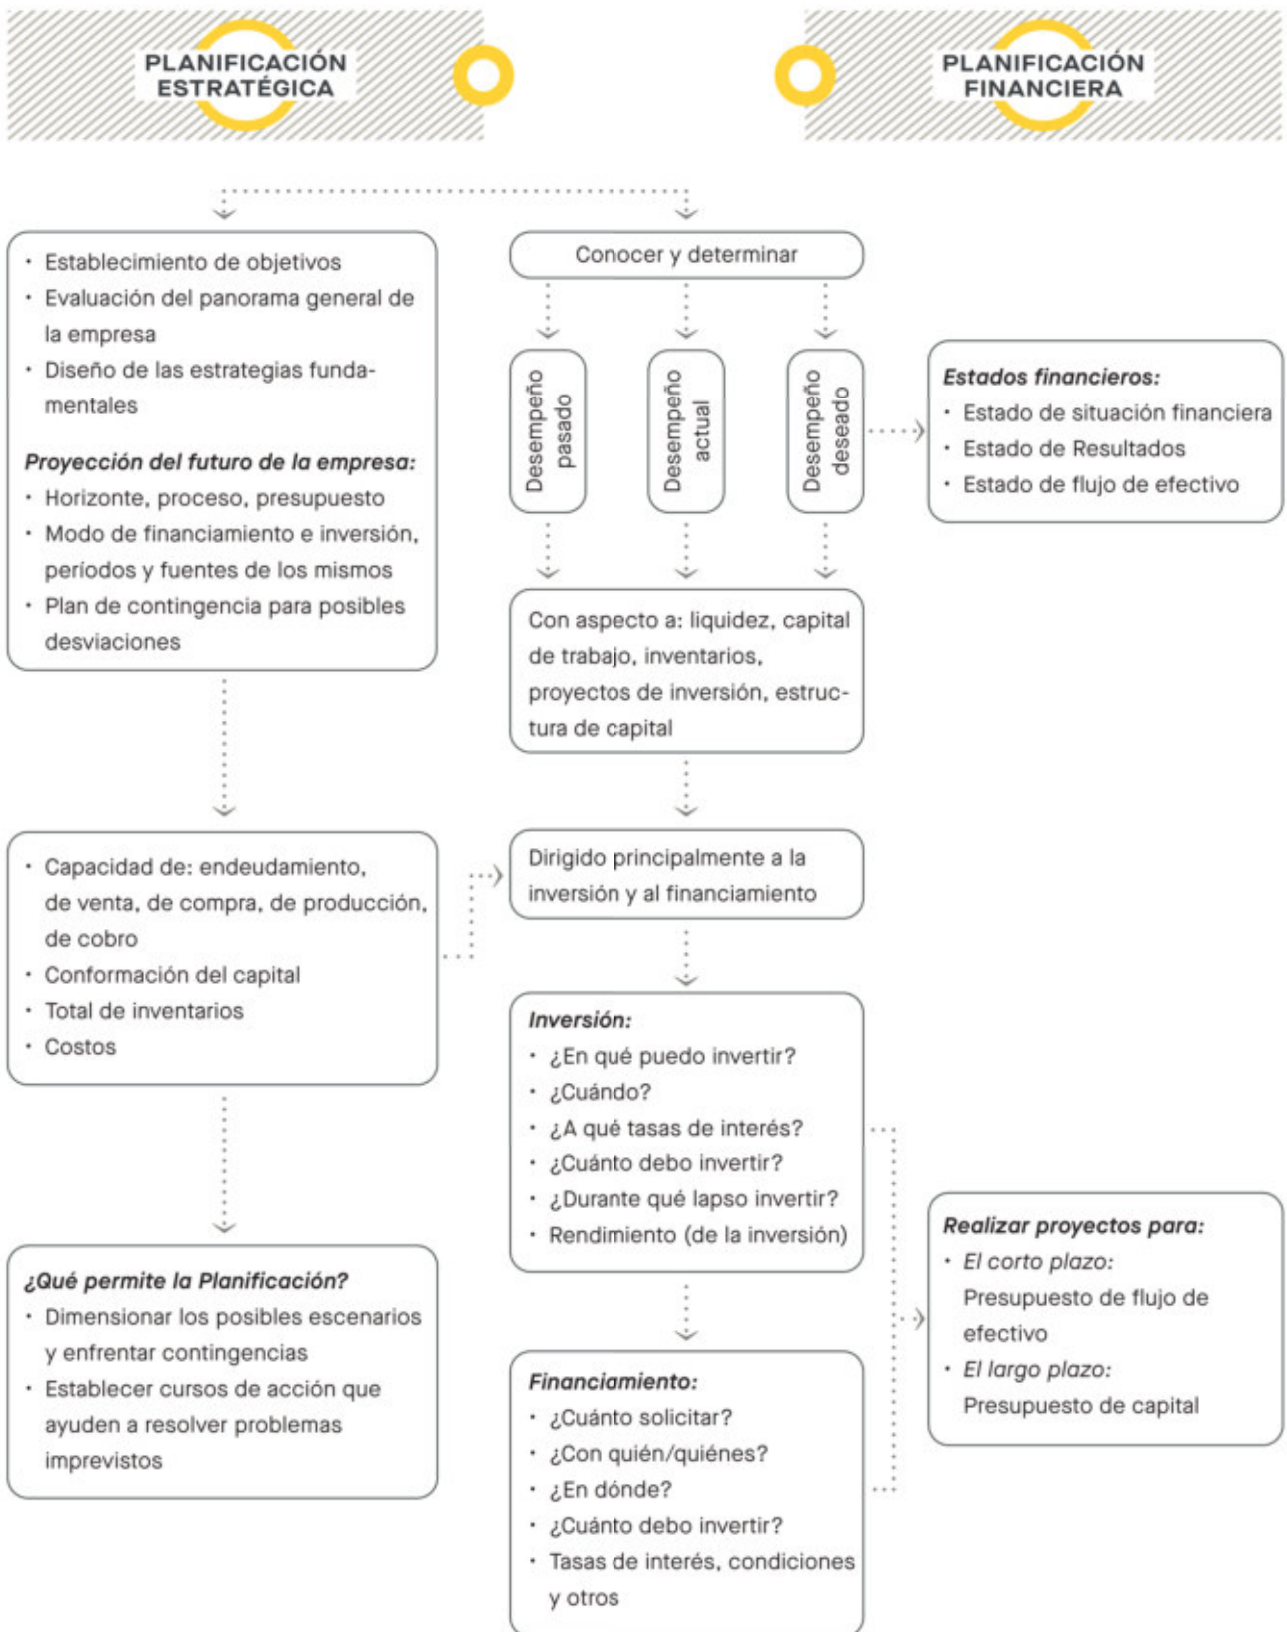 PLANIFICACIÓN
ESTRATÉGICA
PLANIFICACIÓN
FINANCIERA
· Establecimiento de objetivos
· Evaluación del panorama general de
la empresa
· Diseño de las estrategias funda-
mentales
Proyección del futuro de la empresa:
· Horizonte, proceso, presupuesto
· Modo de financiamiento e inversión,
períodos y fuentes de los mismos
· Plan de contingencia para posibles
desviaciones
Conocer y determinar
Desempeño
pasado
Desempeño
actual
Desempeño
deseado
Estados financieros:
· Estado de situación financiera
· Estado de Resultados
· Estado de flujo de efectivo
Con aspecto a: liquidez, capital
de trabajo, inventarios,
proyectos de inversión, estruc-
tura de capital
· Capacidad de: endeudamiento,
de venta, de compra, de producción,
de cobro
· Conformación del capital
· Total de inventarios
· Costos
Dirigido principalmente a la
inversión y al financiamiento
Inversión:
· ¿En qué puedo invertir?
· ¿Cuándo?
· ¿A qué tasas de interés?
· ¿Cuánto debo invertir?
· ¿Durante qué lapso invertir?
· Rendimiento (de la inversión)
¿Qué permite la Planificación?
· Dimensionar los posibles escenarios
y enfrentar contingencias
· Establecer cursos de acción que
ayuden a resolver problemas
imprevistos
Financiamiento:
· ¿Cuánto solicitar?
· ¿Con quién/quiénes?
· ¿En dónde?
· ¿Cuánto debo invertir?
· Tasas de interés, condiciones
y otros
Realizar proyectos para:
· El corto plazo:
Presupuesto de flujo de
efectivo
· El largo plazo:
Presupuesto de capital